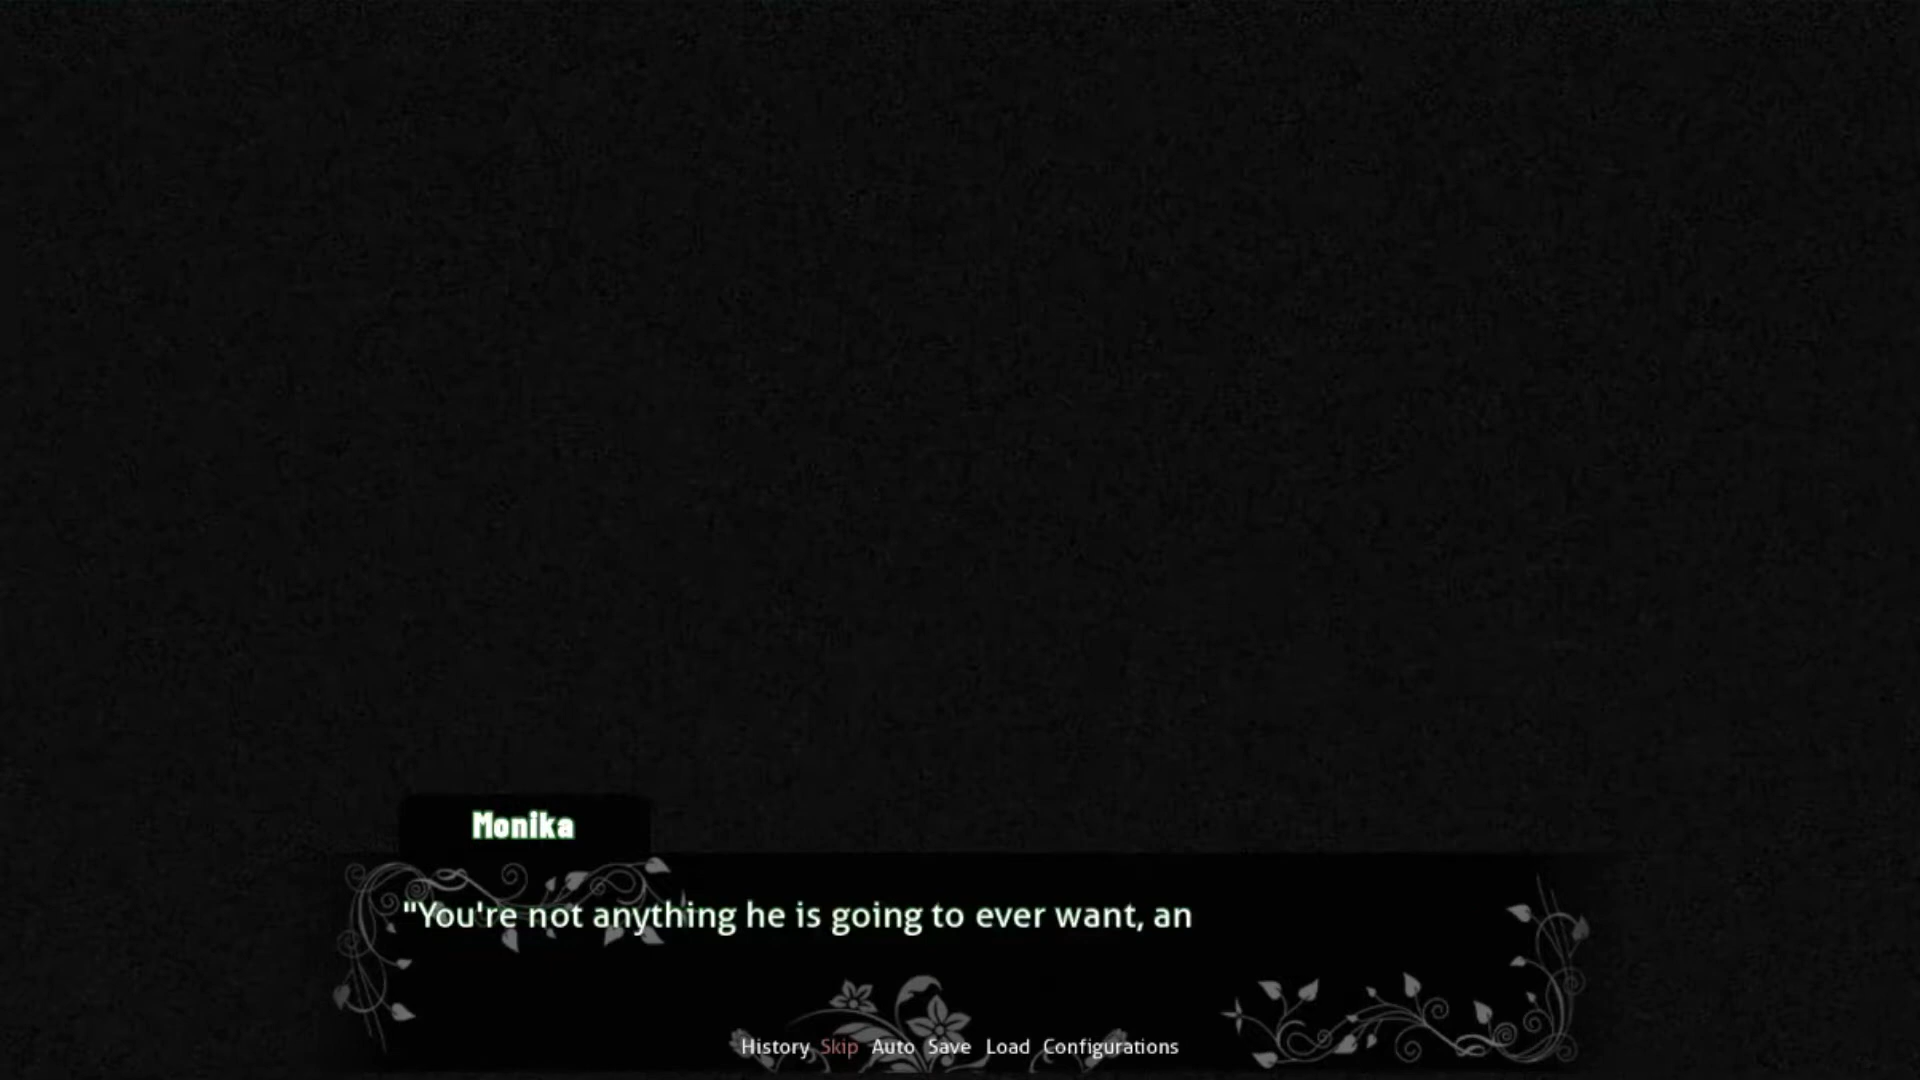 Monika
"You're not anything he is going to ever want, an
History Skip Auto Save Load Configurations